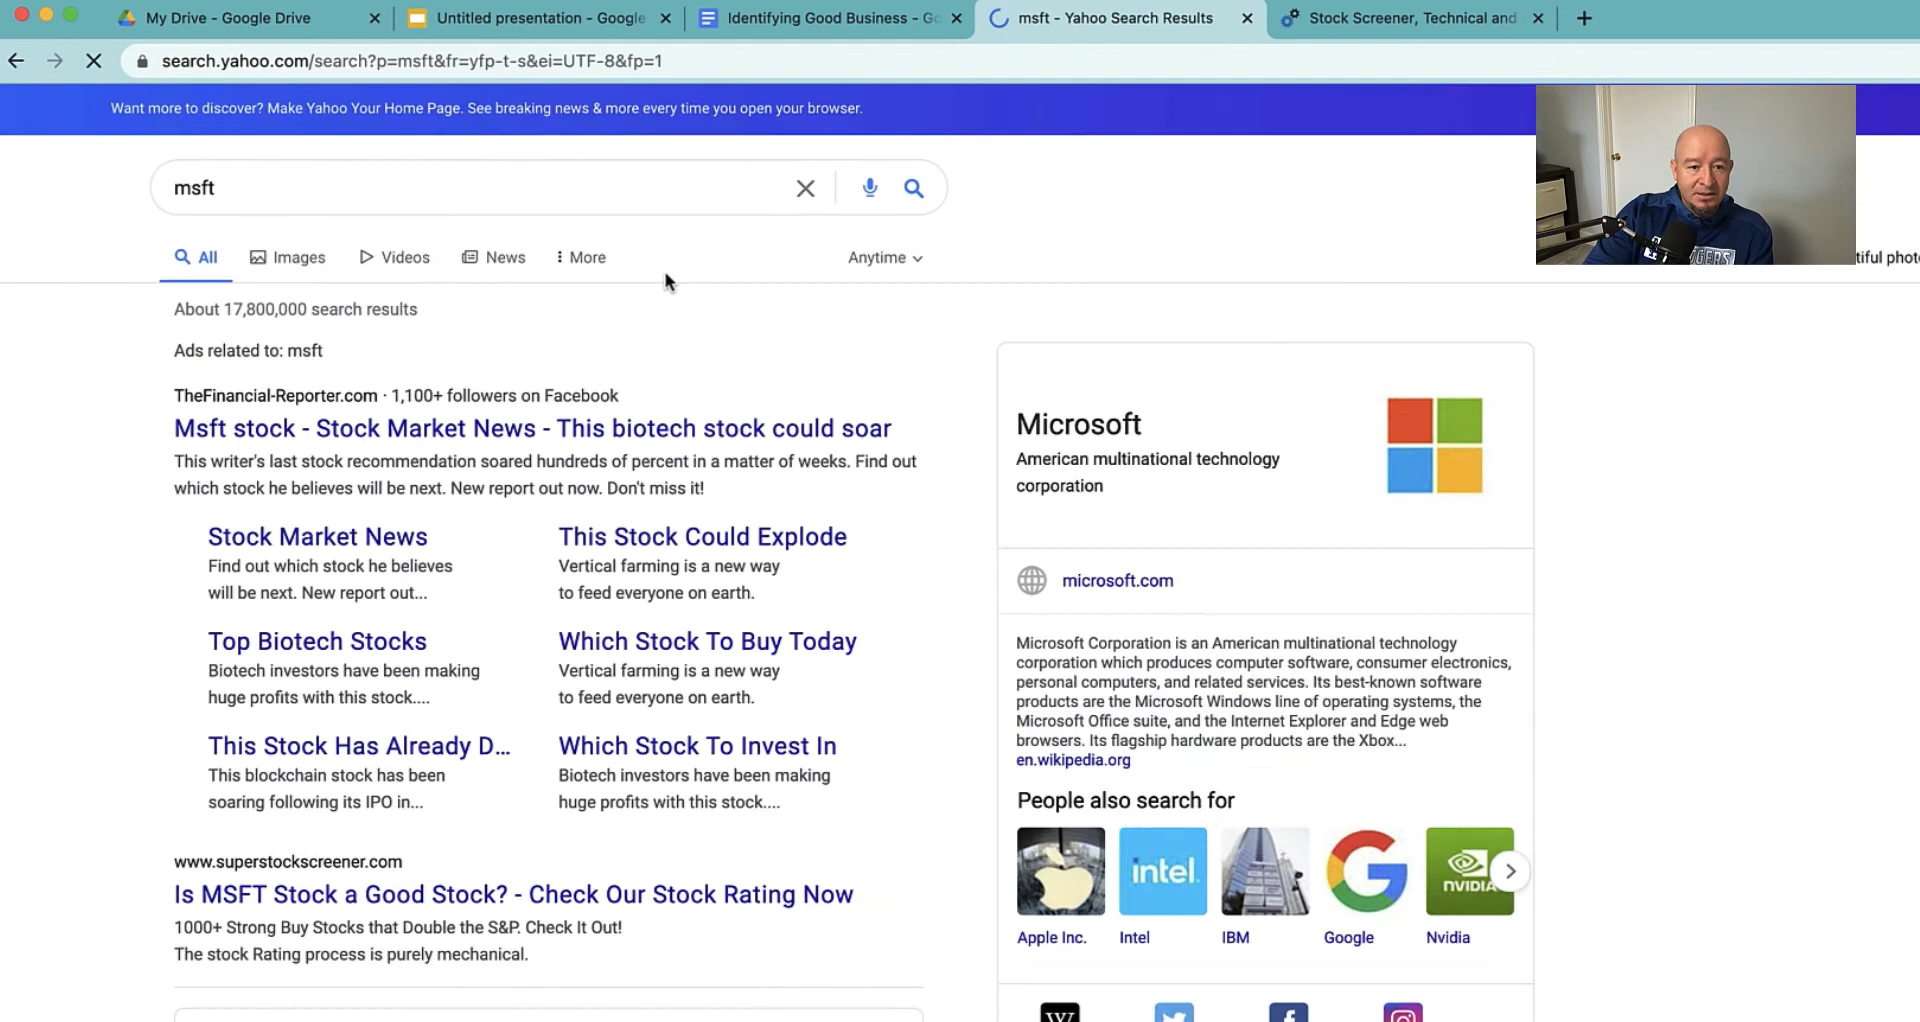 My Drive - Google Drive
Untitled presentation - Google
Identifying Good Business - Go
msft - Yahoo Search Results
Stock Screener, Technical and
search.yahoo.com/search?p=msft&fr=yfp-t-s&ei=UTF-8&fp=1
Want more to discover? Make Yahoo Your Home Page. See breaking news & more every time you open your browser.
msft
All
Images
Videos
News
More
Anytime
tiful photo
About 17,800,000 search results
Ads related to: msft
TheFinancial-Reporter.com · 1,100+ followers on Facebook
Msft stock - Stock Market News - This biotech stock could soar
This writer's last stock recommendation soared hundreds of percent in a matter of weeks. Find out
which stock he believes will be next. New report out now. Don't miss it!
Stock Market News
Find out which stock he believes
will be next. New report out...
This Stock Could Explode
Vertical farming is a new way
to feed everyone on earth.
Top Biotech Stocks
Biotech investors have been making
huge profits with this stock....
Which Stock To Buy Today
Vertical farming is a new way
to feed everyone on earth.
This Stock Has Already D...
This blockchain stock has been
soaring following its IPO in...
Which Stock To Invest In
Biotech investors have been making
huge profits with this stock....
www.superstockscreener.com
Is MSFT Stock a Good Stock? - Check Our Stock Rating Now
1000+ Strong Buy Stocks that Double the S&P. Check It Out!
The stock Rating process is purely mechanical.
Microsoft
American multinational technology
corporation
microsoft.com
Microsoft Corporation is an American multinational technology
corporation which produces computer software, consumer electronics,
personal computers, and related services. Its best-known software
products are the Microsoft Windows line of operating systems, the
Microsoft Office suite, and the Internet Explorer and Edge web
browsers. Its flagship hardware products are the Xbox...
en.wikipedia.org
People also search for
intel.
nVIDIA
Apple Inc.
Intel
IBM
Google
Nvidia
W